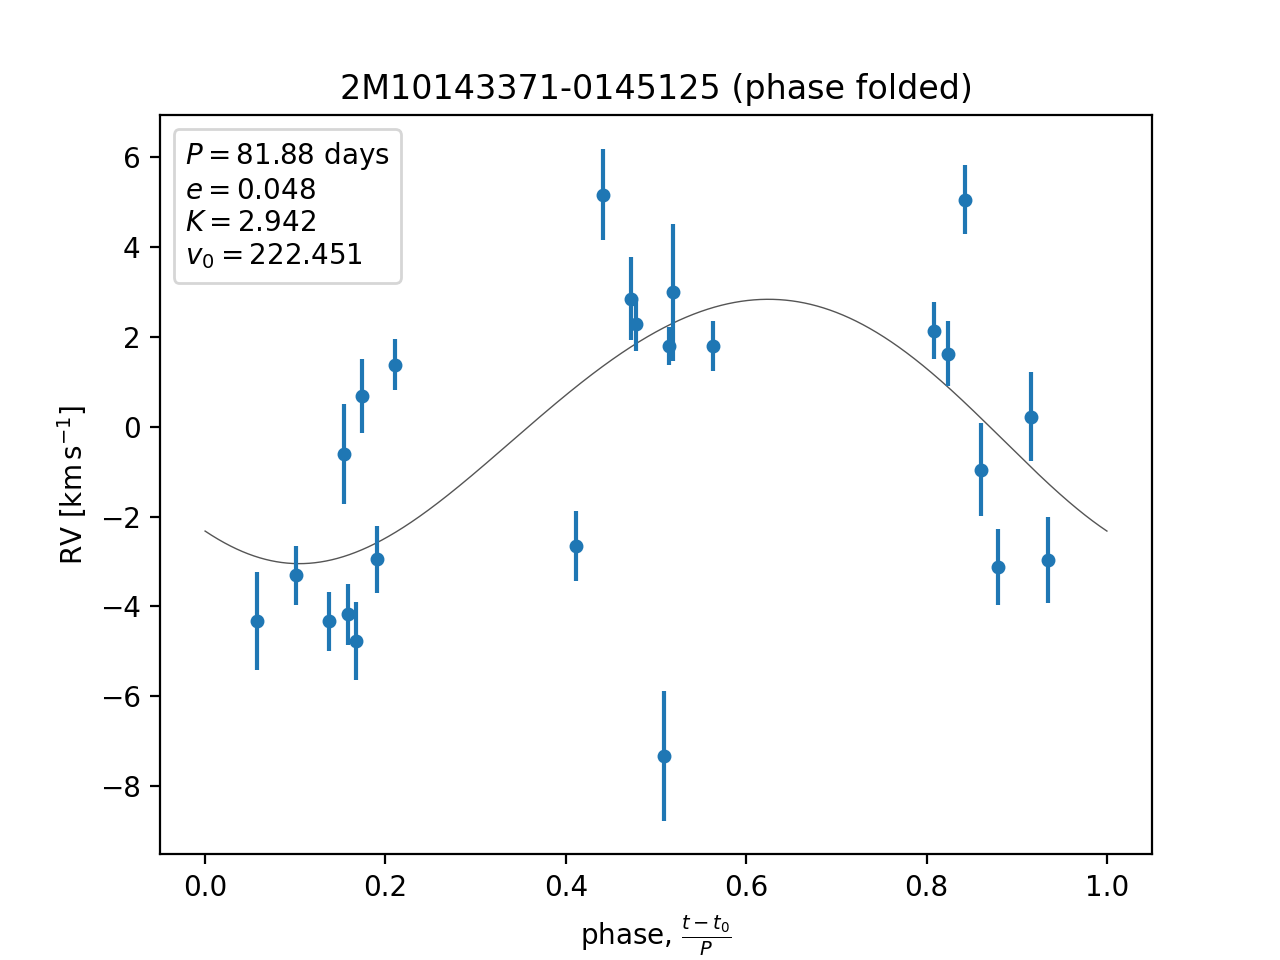 2M10143371-0145125 (phase folded)
P = 81.88 days
e = 0.048
K = 2.942
v₀ = 222.451
6
4
2
0
−2
−4
−6
−8
RV [km s⁻¹]
0.0 0.2 0.4 0.6 0.8 1.0
phase, (t − t₀)/P